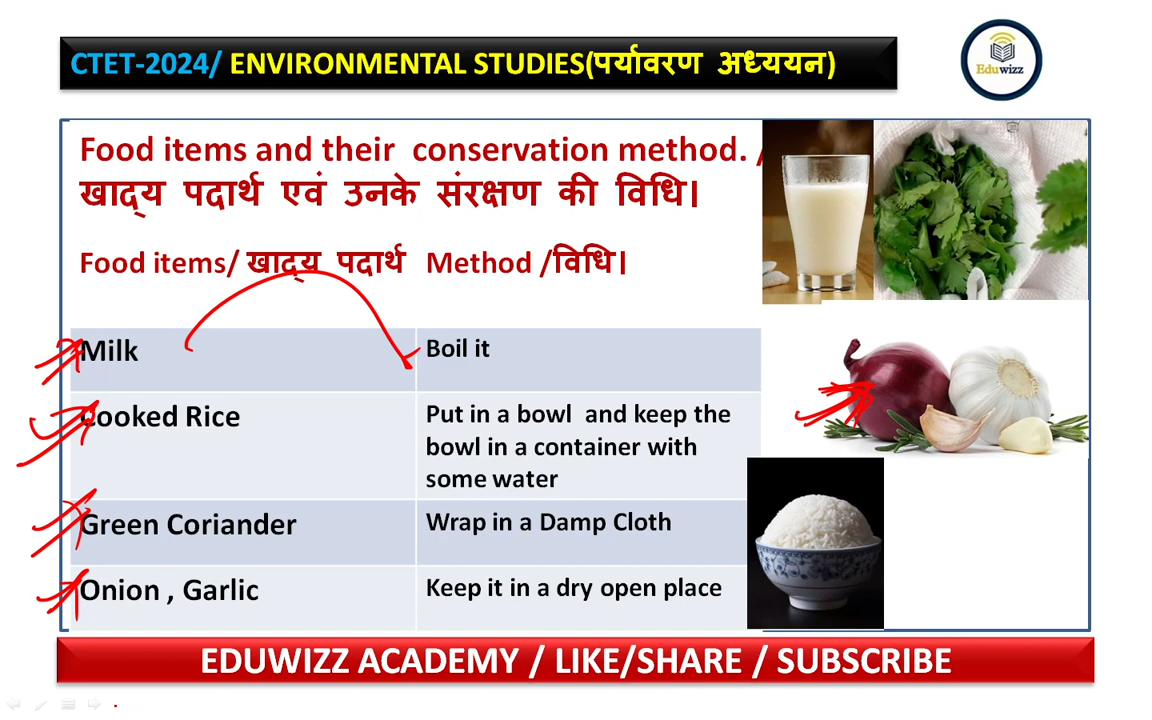 CTET-2024/ ENVIRONMENTAL STUDIES(पर्यावरण अध्ययन)
Eduwizz
Food items and their conservation method. /
खाद्य पदार्थ एवं उनके संरक्षण की विधि।
Food items/ खाद्य पदार्थ Method /विधि।
Milk
Boil it
Cooked Rice
Put in a bowl and keep the
bowl in a container with
some water
Green Coriander
Wrap in a Damp Cloth
Onion , Garlic
Keep it in a dry open place
EDUWIZZ ACADEMY / LIKE/SHARE / SUBSCRIBE